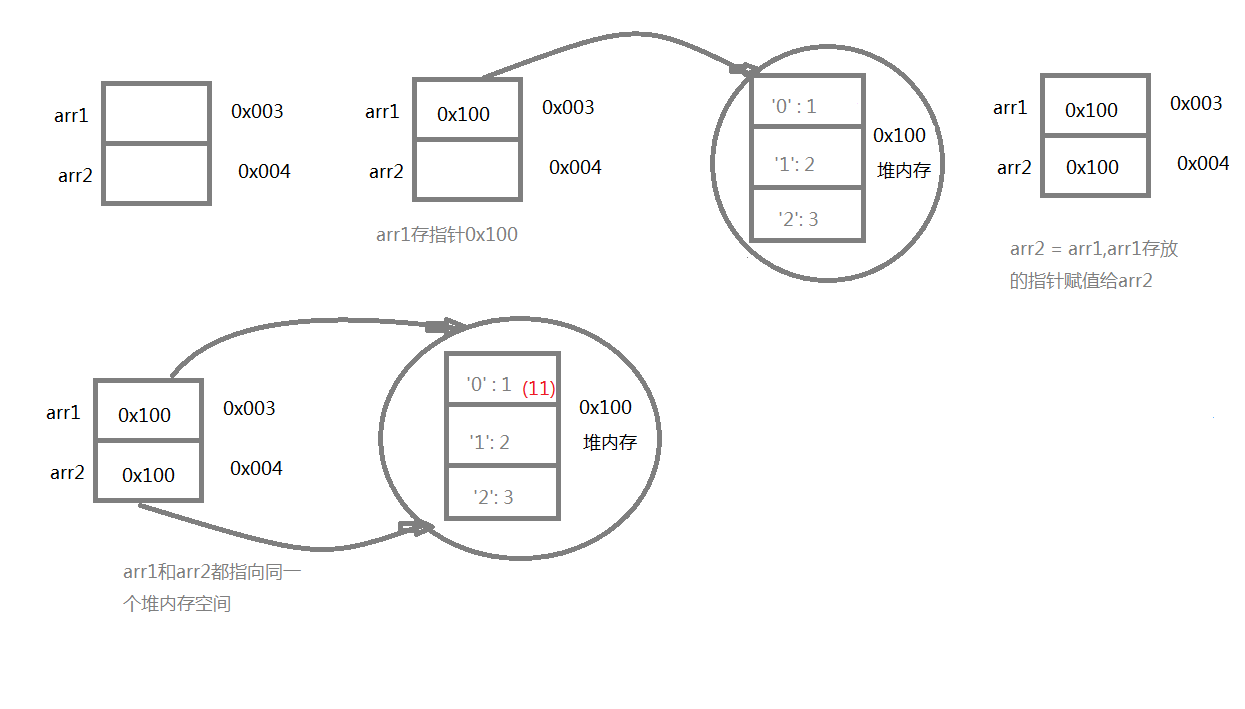 arr1
0x003
arr2
0x004
arr1
0x100
0x003
arr2
0x004
arr1存指针0x100
'0' : 1
'1': 2
'2': 3
0x100
堆内存
arr1
0x100
0x003
arr2
0x100
0x004
arr2 = arr1,arr1存放
的指针赋值给arr2
arr1
0x100
0x003
arr2
0x100
0x004
'0' : 1 (11)
'1': 2
'2': 3
0x100
堆内存
arr1和arr2都指向同一
个堆内存空间